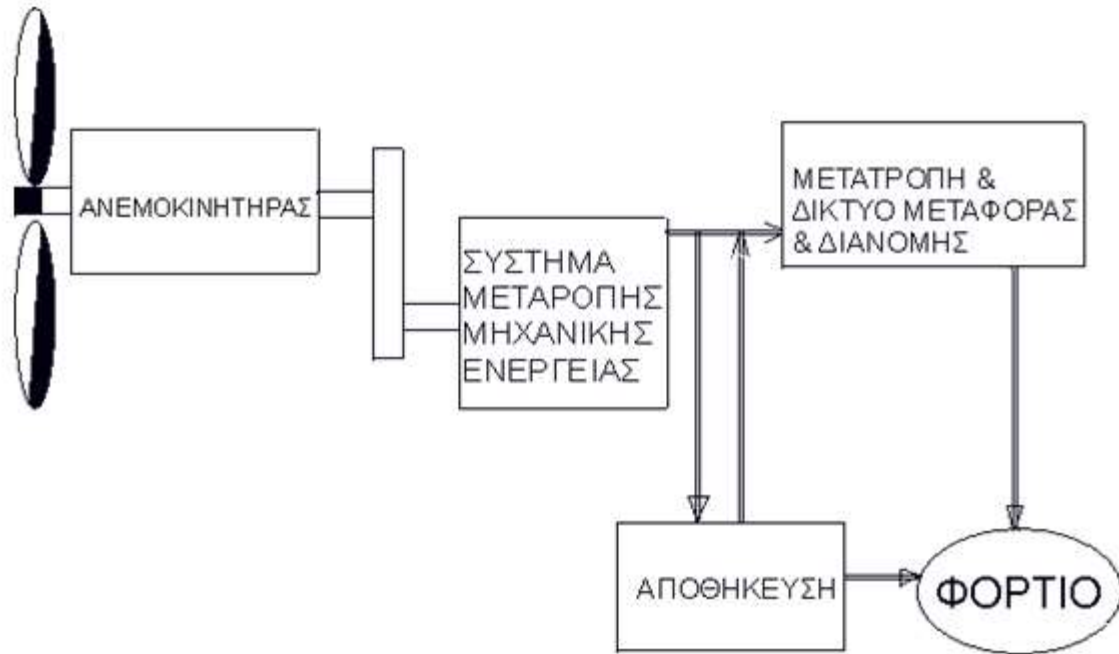 ΑΝΕΜΟΚΙΝΗΤΗΡΑΣ
ΣΥΣΤΗΜΑ
ΜΕΤΑΡΟΠΗΣ
ΜΗΧΑΝΙΚΗΣ
ΕΝΕΡΓΕΙΑΣ
ΜΕΤΑΤΡΟΠΗ &
ΔΙΚΤΥΟ ΜΕΤΑΦΟΡΑΣ
& ΔΙΑΝΟΜΗΣ
ΑΠΟΘΗΚΕΥΣΗ
ΦΟΡΤΙΟ